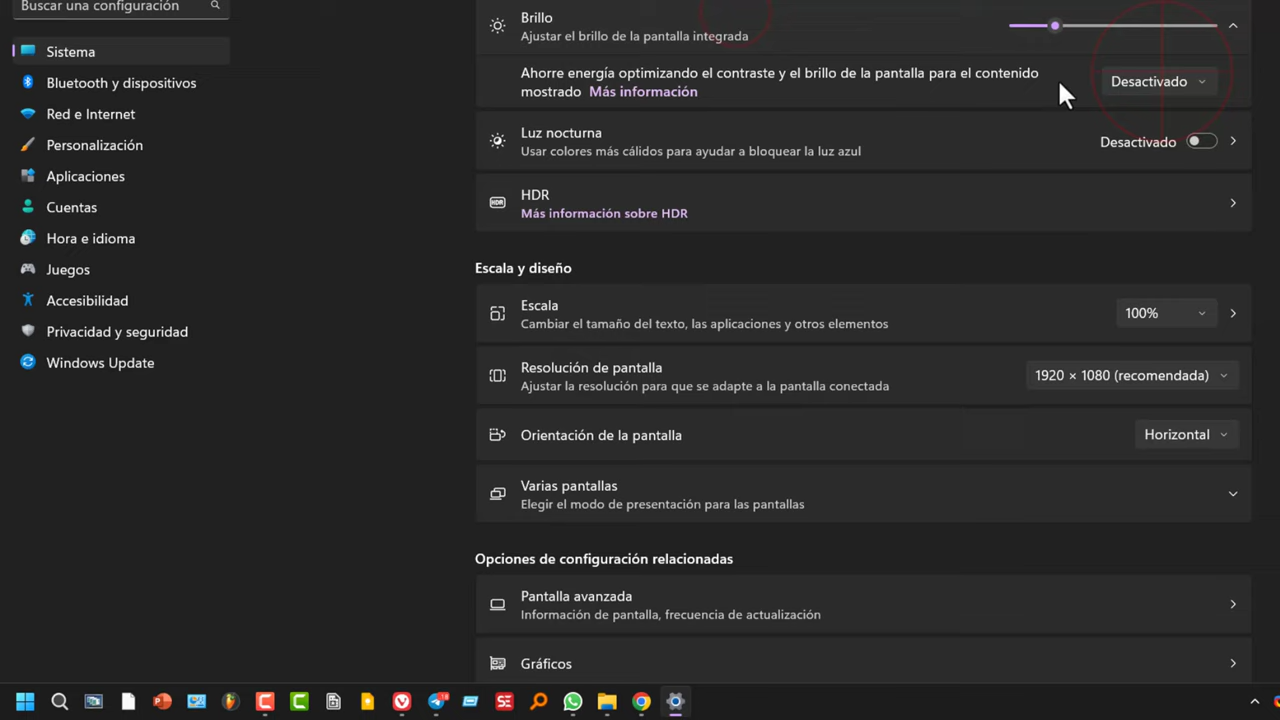 Buscar una configuración
Sistema
Bluetooth y dispositivos
Red e Internet
Personalización
Aplicaciones
Cuentas
Hora e idioma
Juegos
Accesibilidad
Privacidad y seguridad
Windows Update
Brillo
Ajustar el brillo de la pantalla integrada
Ahorre energía optimizando el contraste y el brillo de la pantalla para el contenido
mostrado Más información
Desactivado
Luz nocturna
Usar colores más cálidos para ayudar a bloquear la luz azul
Desactivado
HDR
Más información sobre HDR
Escala y diseño
Escala
Cambiar el tamaño del texto, las aplicaciones y otros elementos
100%
Resolución de pantalla
Ajustar la resolución para que se adapte a la pantalla conectada
1920 × 1080 (recomendada)
Orientación de la pantalla
Horizontal
Varias pantallas
Elegir el modo de presentación para las pantallas
Opciones de configuración relacionadas
Pantalla avanzada
Información de pantalla, frecuencia de actualización
Gráficos